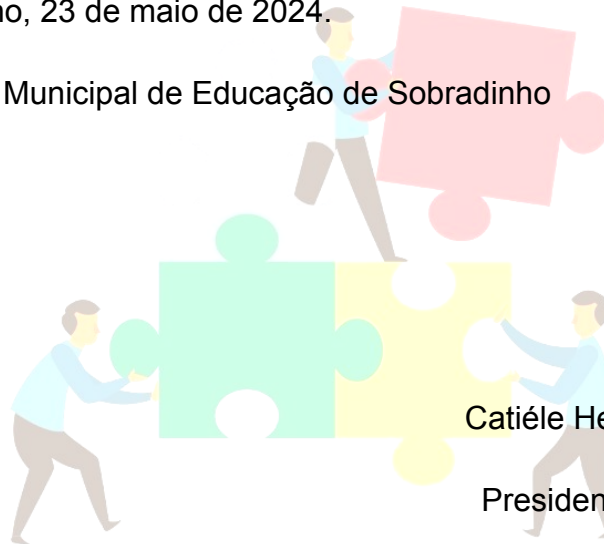 no, 23 de maio de 2024.
Municipal de Educação de Sobradinho
Catiéle He
Presiden